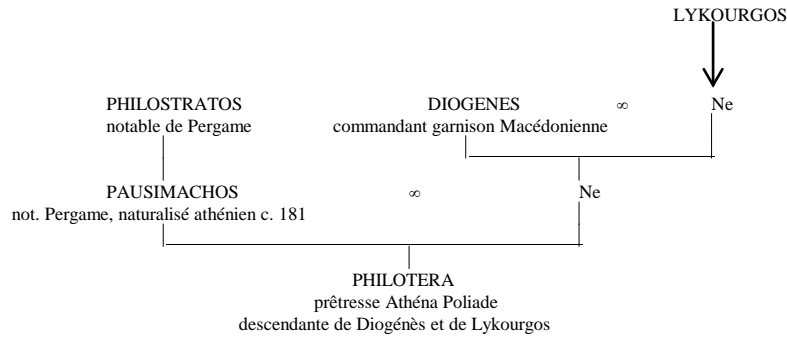 LYKOURGOS
PHILOSTRATOS DIOGENES ∞ Ne
notable de Pergame commandant garnison Macédonienne
PAUSIMACHOS ∞ Ne
not. Pergame, naturalisé athénien c. 181
PHILOTERA
prêtresse Athéna Poliade
descendante de Diogénès et de Lykourgos